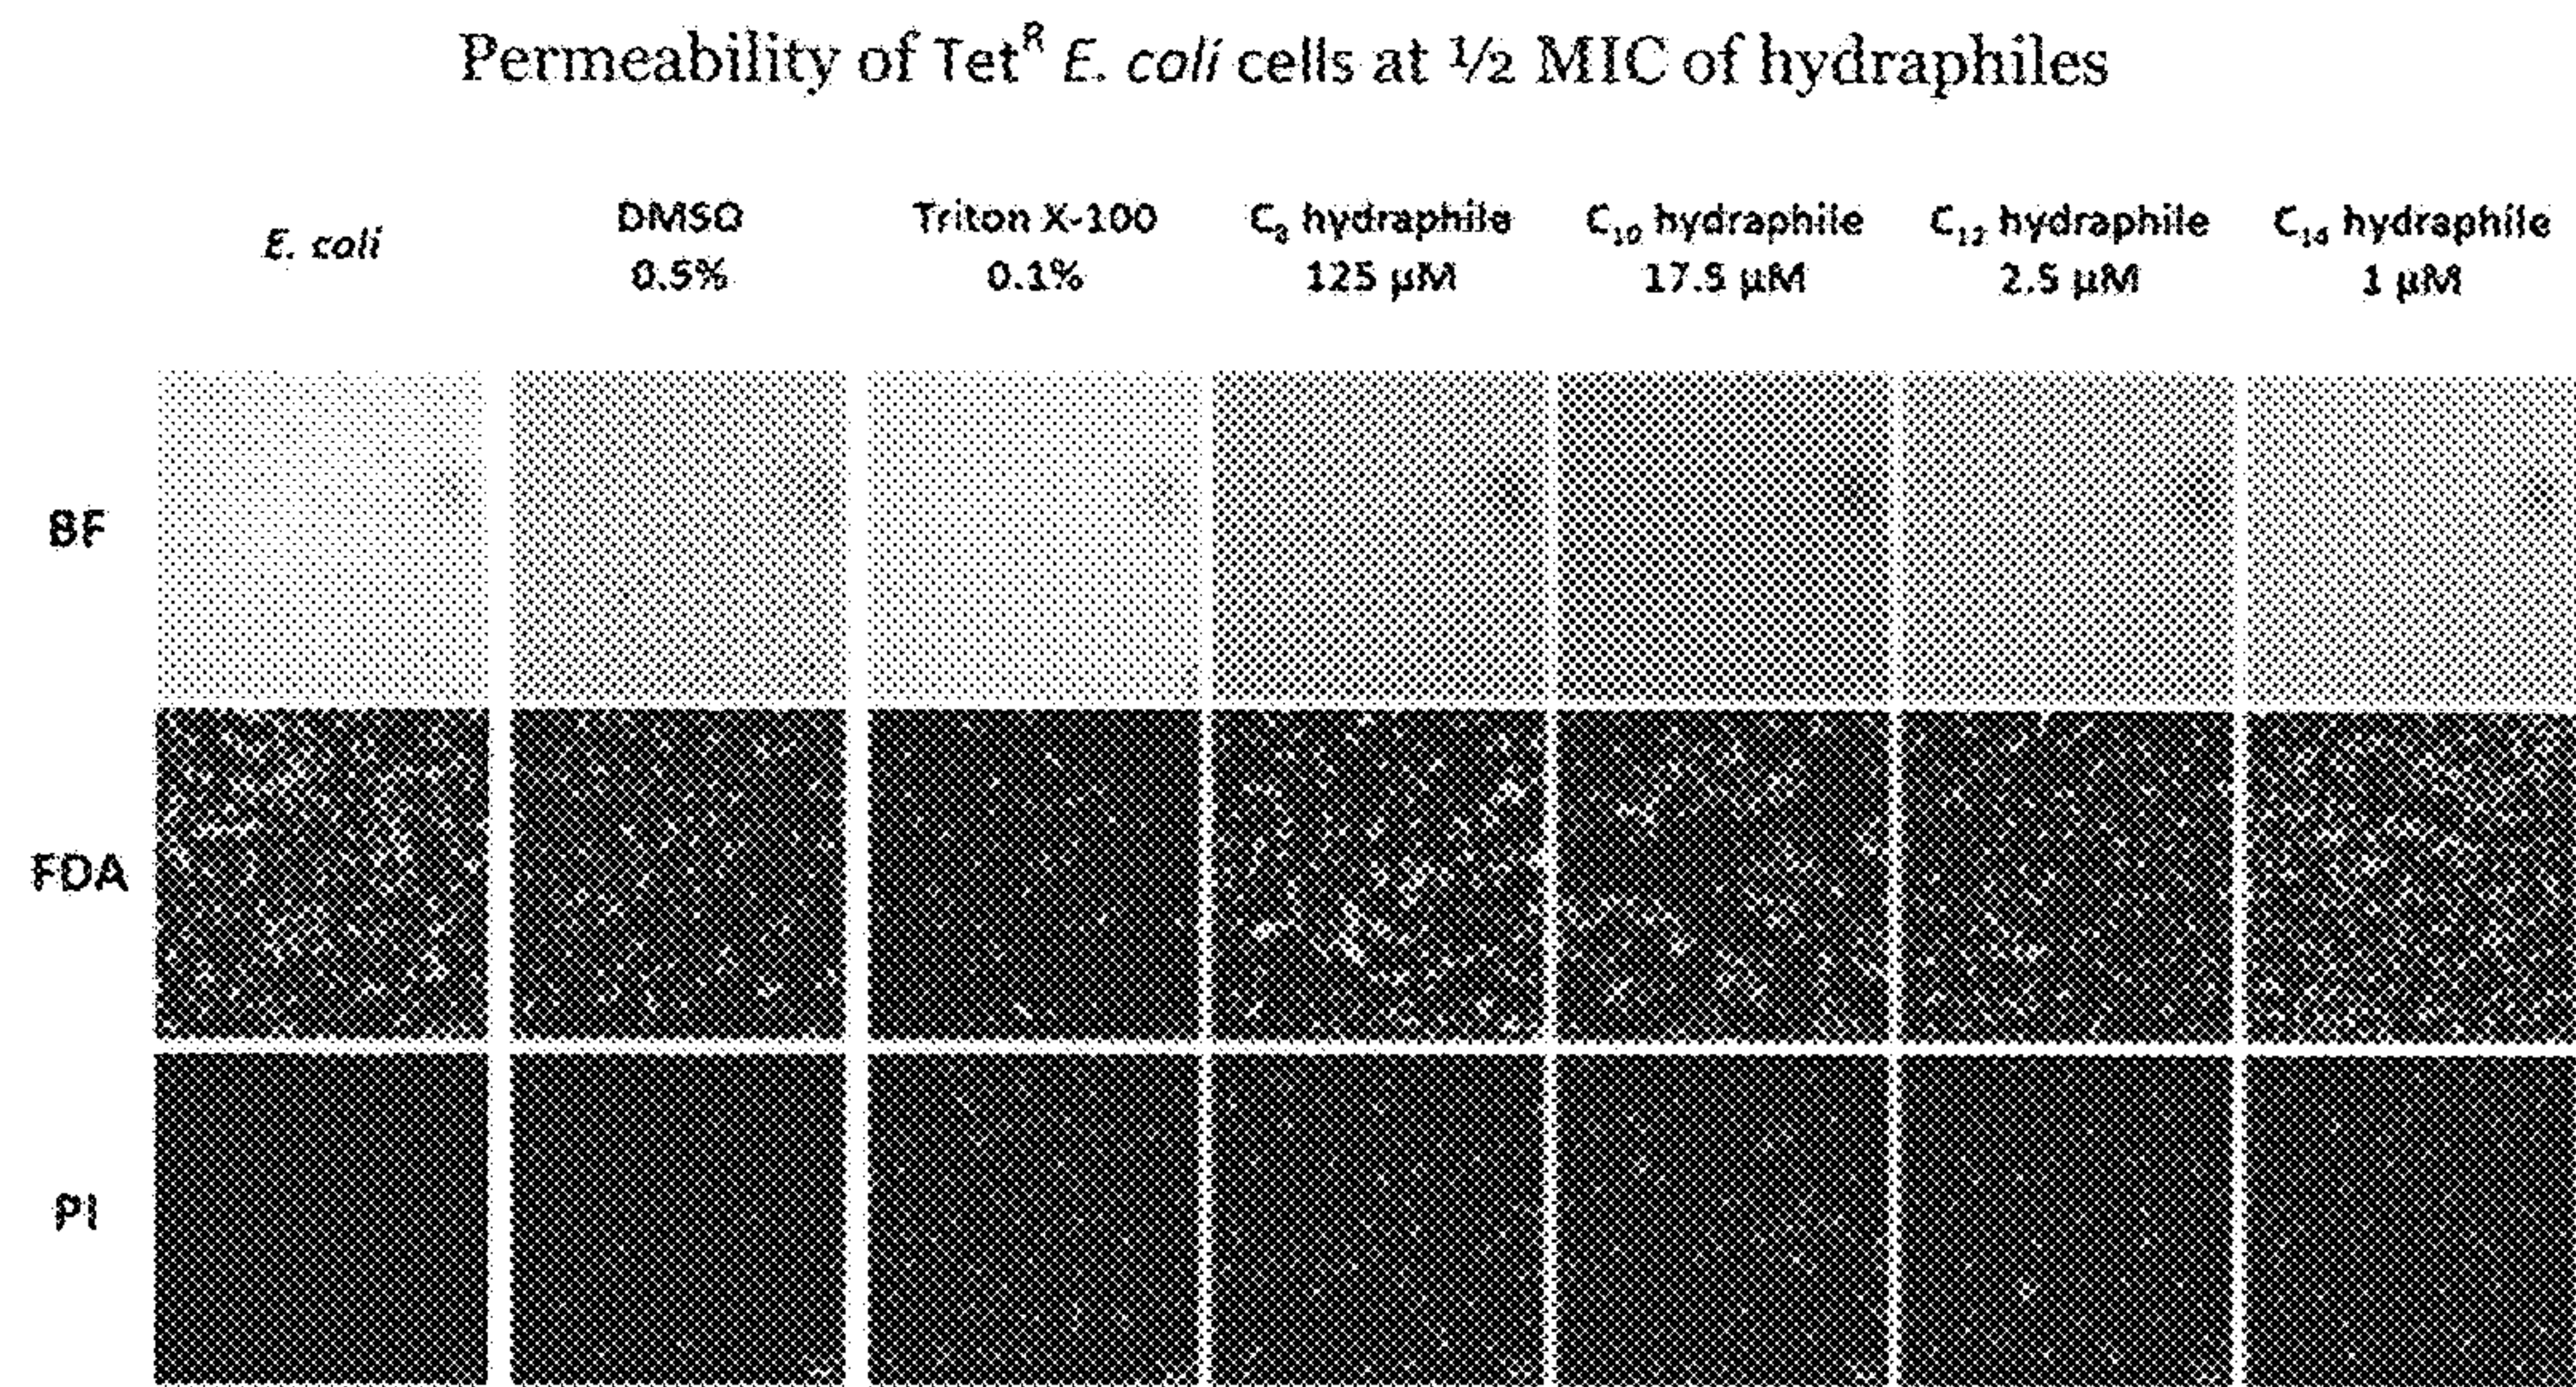 Permeability of Tet^R E. coli cells at ½ MIC of hydraphiles
E. coli
DMSO
0.5%
Triton X-100
0.1%
C₈ hydraphile
125 µM
C₁₀ hydraphile
17.5 µM
C₁₂ hydraphile
2.5 µM
C₁₄ hydraphile
1 µM
BF
FDA
PI